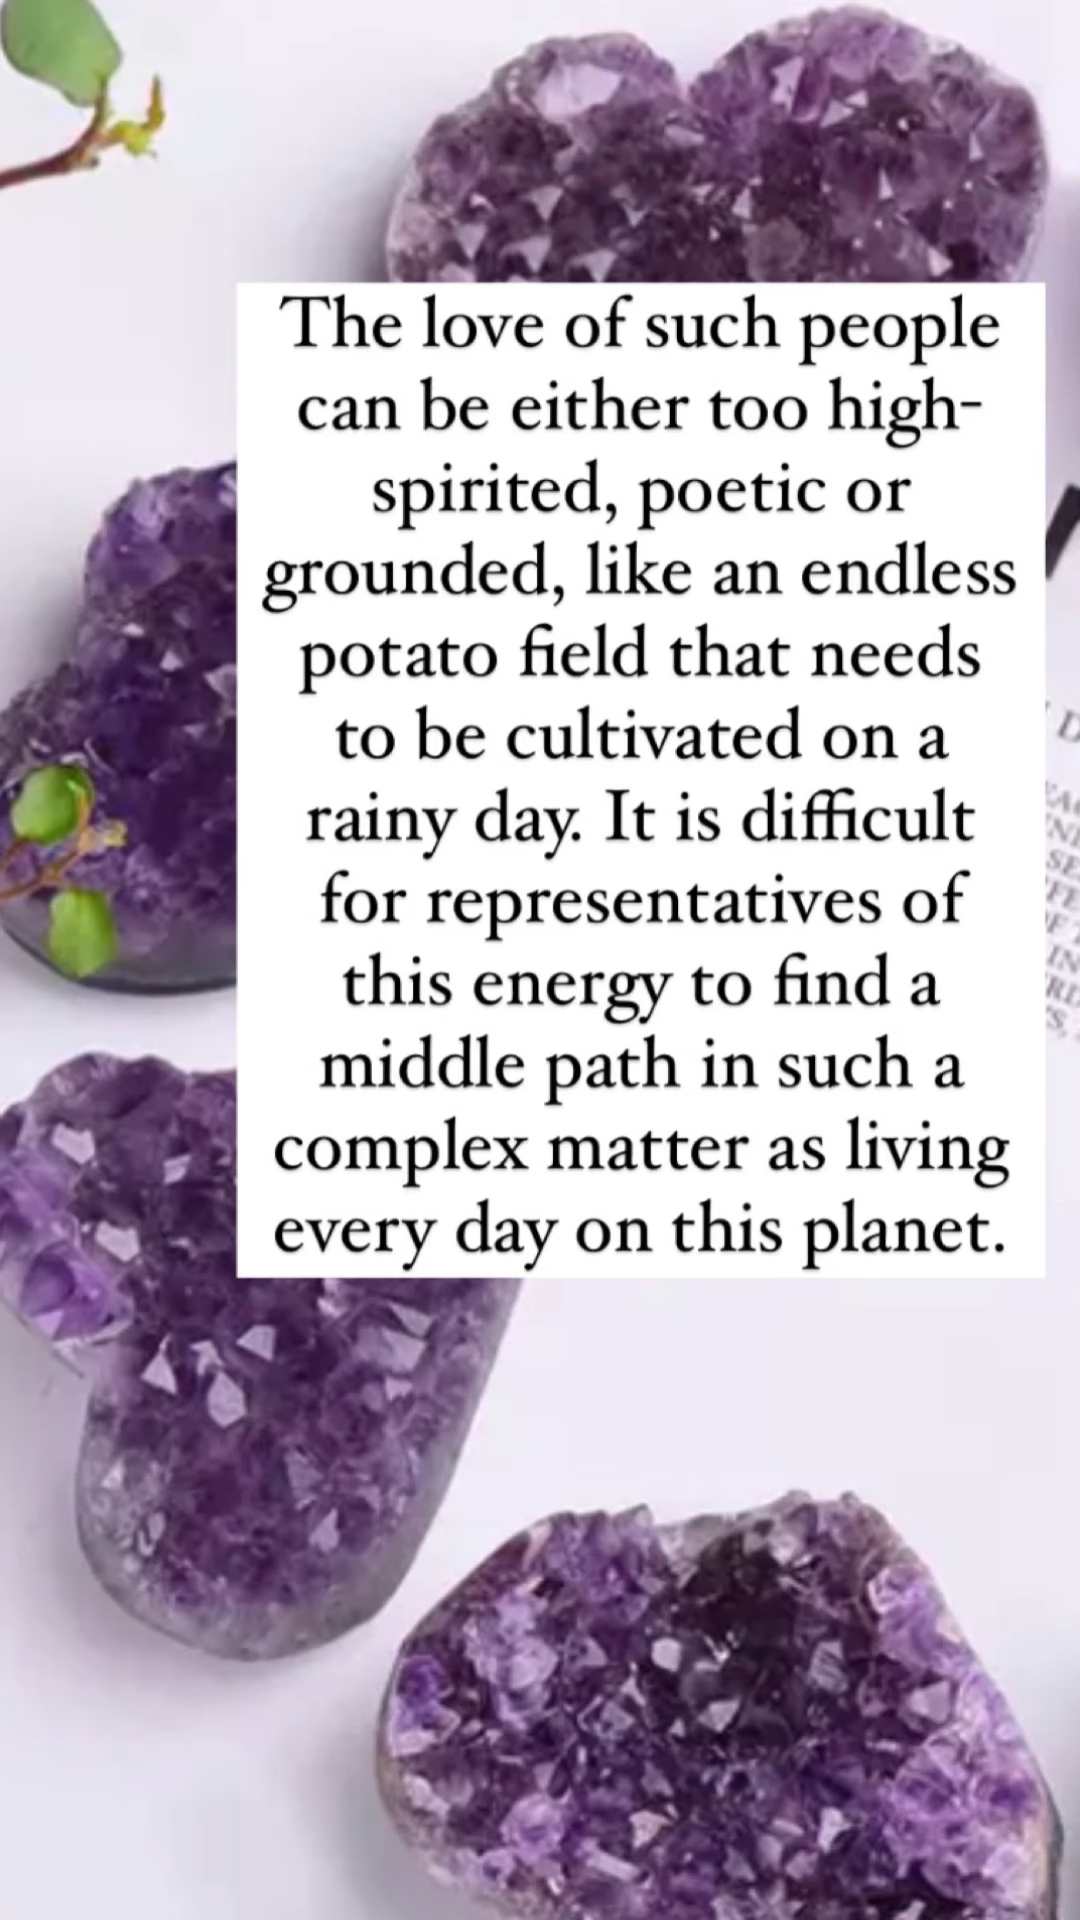 The love of such people
can be either too high-
spirited, poetic or
grounded, like an endless
potato field that needs
to be cultivated on a
rainy day. It is difficult
for representatives of
this energy to find a
middle path in such a
complex matter as living
every day on this planet.